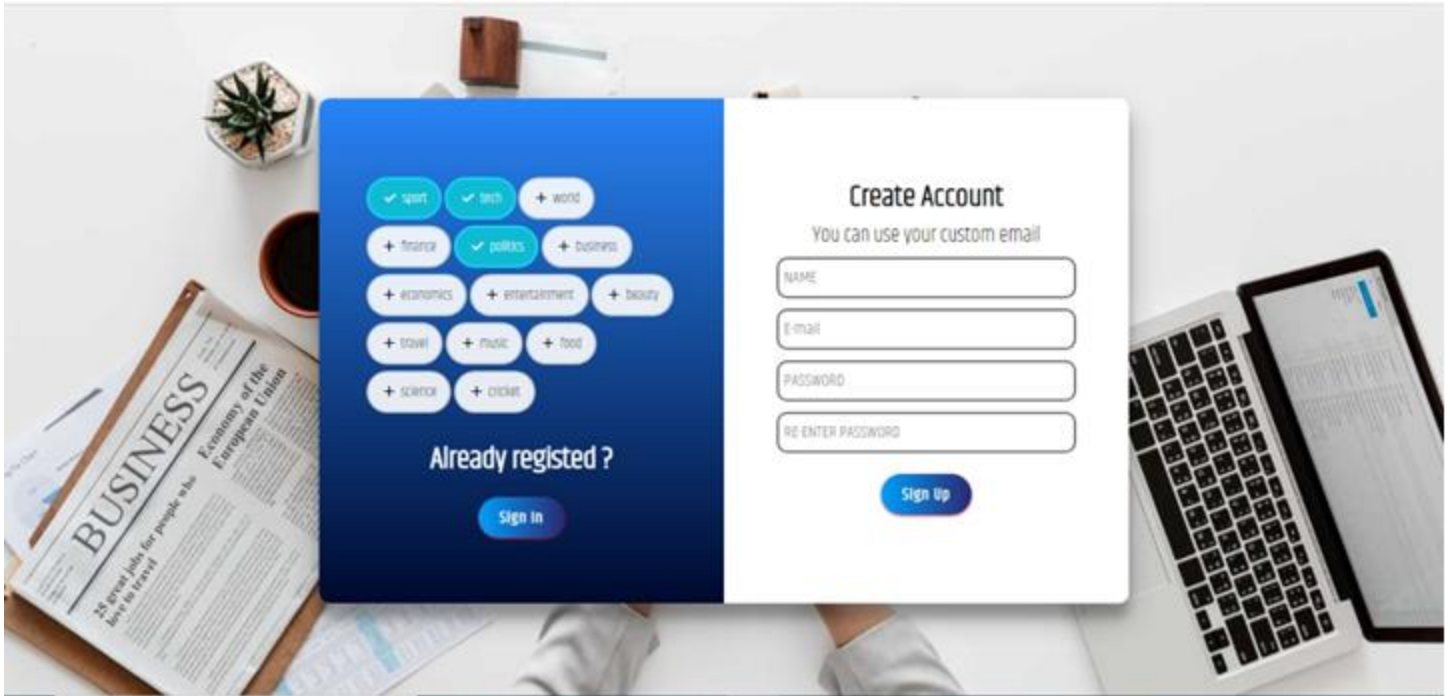 sport tech world
finance politics business
economics entertainment beauty
travel music food
science cricket
Already registed ?
Sign In
Create Account
You can use your custom email
NAME
E-mail
PASSWORD
RE-ENTER PASSWORD
Sign Up
BUSINESS
Economy of the
European Union
25 great jobs for people who
love to travel